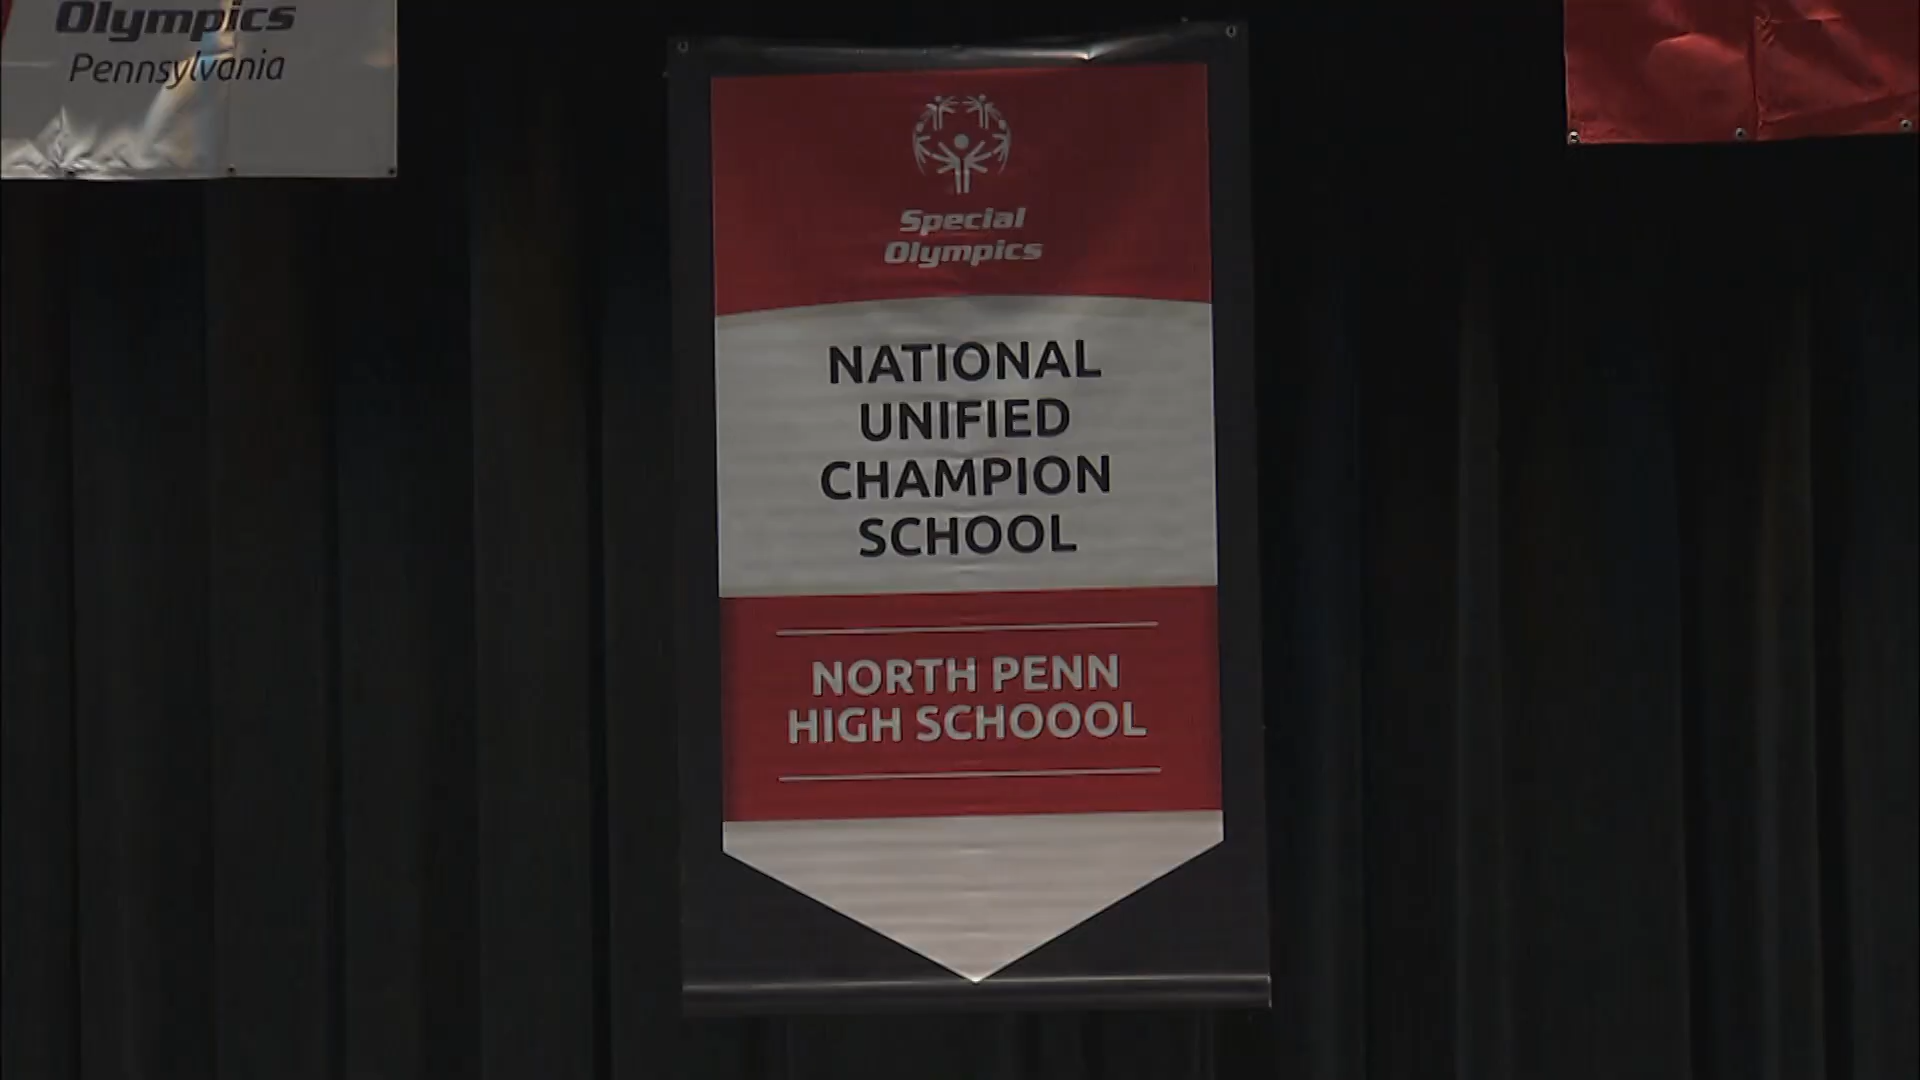 Olympics
Pennsylvania
Special
Olympics
NATIONAL
UNIFIED
CHAMPION
SCHOOL
NORTH PENN
HIGH SCHOOOL